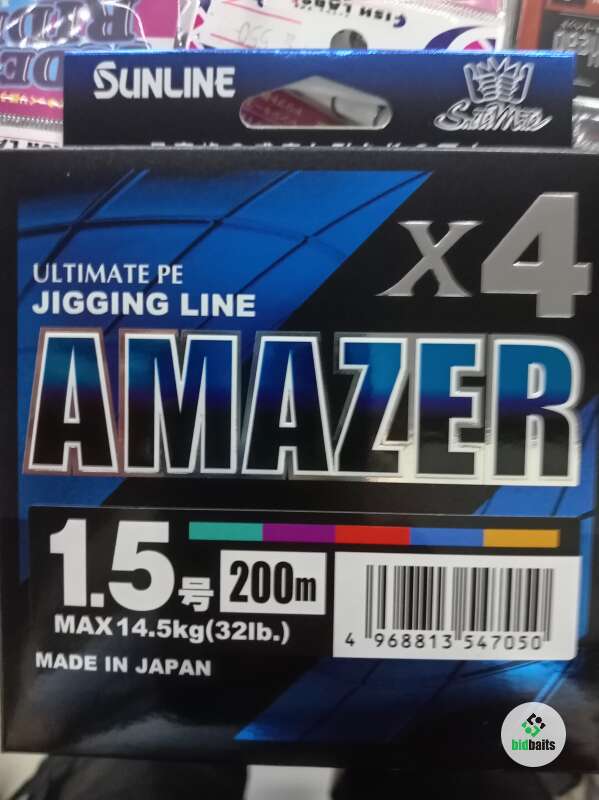 SUNLINE
X4
ULTIMATE PE
JIGGING LINE
AMAZER
1.5号 200m
MAX14.5kg(32lb.)
4 968813 547050
MADE IN JAPAN
bidbaits